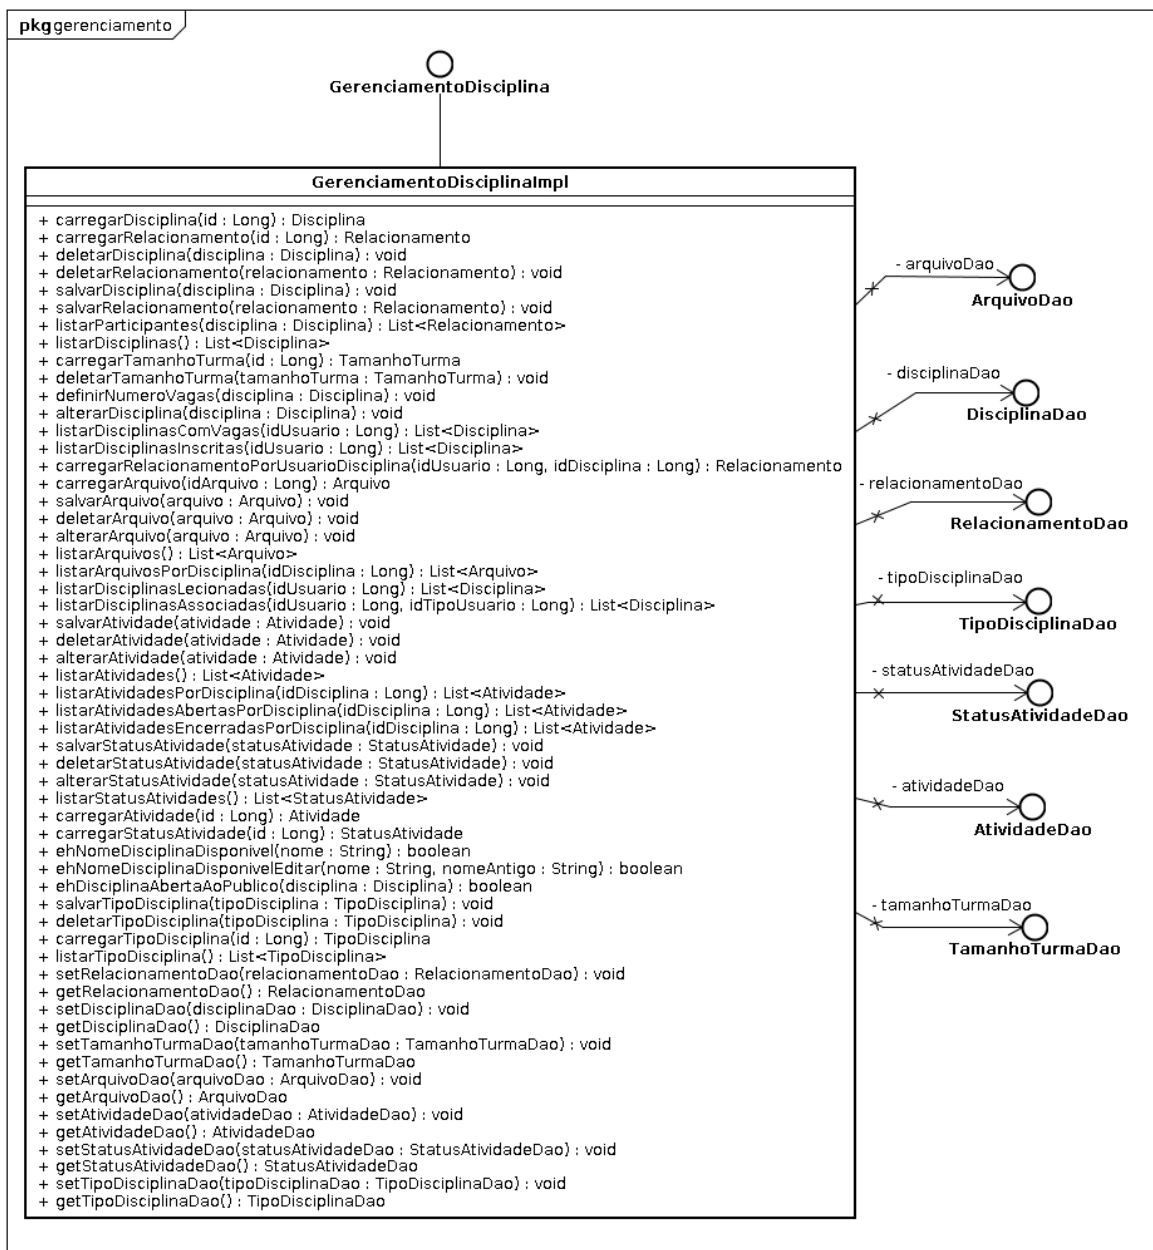 pkg gerenciamento
GerenciamentoDisciplina
GerenciamentoDisciplinaImpl
+ carregarDisciplina(id : Long) : Disciplina
+ carregarRelacionamento(id : Long) : Relacionamento
+ deletarDisciplina(disciplina : Disciplina) : void
+ deletarRelacionamento(relacionamento : Relacionamento) : void
+ salvarDisciplina(disciplina : Disciplina) : void
+ salvarRelacionamento(relacionamento : Relacionamento) : void
+ listarParticipantes(disciplina : Disciplina) : List<Relacionamento>
+ listarDisciplinas() : List<Disciplina>
+ carregarTamanhoTurma(id : Long) : TamanhoTurma
+ deletarTamanhoTurma(tamanhoTurma : TamanhoTurma) : void
+ definirNumeroVagas(disciplina : Disciplina) : void
+ alterarDisciplina(disciplina : Disciplina) : void
+ listarDisciplinasComVagas(idUsuario : Long) : List<Disciplina>
+ listarDisciplinasInscritas(idUsuario : Long) : List<Disciplina>
+ carregarRelacionamentoPorUsuarioDisciplina(idUsuario : Long, idDisciplina : Long) : Relacionamento
+ carregarArquivo(idArquivo : Long) : Arquivo
+ salvarArquivo(arquivo : Arquivo) : void
+ deletarArquivo(arquivo : Arquivo) : void
+ alterarArquivo(arquivo : Arquivo) : void
+ listarArquivos() : List<Arquivo>
+ listarArquivosPorDisciplina(idDisciplina : Long) : List<Arquivo>
+ listarDisciplinasLecionadas(idUsuario : Long) : List<Disciplina>
+ listarDisciplinasAssociadas(idUsuario : Long, idTipoUsuario : Long) : List<Disciplina>
+ salvarAtividade(atividade : Atividade) : void
+ deletarAtividade(atividade : Atividade) : void
+ alterarAtividade(atividade : Atividade) : void
+ listarAtividades() : List<Atividade>
+ listarAtividadesPorDisciplina(idDisciplina : Long) : List<Atividade>
+ listarAtividadesAbertasPorDisciplina(idDisciplina : Long) : List<Atividade>
+ listarAtividadesEncerradasPorDisciplina(idDisciplina : Long) : List<Atividade>
+ salvarStatusAtividade(statusAtividade : StatusAtividade) : void
+ deletarStatusAtividade(statusAtividade : StatusAtividade) : void
+ alterarStatusAtividade(statusAtividade : StatusAtividade) : void
+ listarStatusAtividades() : List<StatusAtividade>
+ carregarAtividade(id : Long) : Atividade
+ carregarStatusAtividade(id : Long) : StatusAtividade
+ ehNomeDisciplinaDisponivel(nome : String) : boolean
+ ehNomeDisciplinaDisponivelEditar(nome : String, nomeAntigo : String) : boolean
+ ehDisciplinaAbertaAoPublico(disciplina : Disciplina) : boolean
+ salvarTipoDisciplina(tipoDisciplina : TipoDisciplina) : void
+ deletarTipoDisciplina(tipoDisciplina : TipoDisciplina) : void
+ carregarTipoDisciplina(id : Long) : TipoDisciplina
+ listarTipoDisciplina() : List<TipoDisciplina>
+ setRelacionamentoDao(relacionamentoDao : RelacionamentoDao) : void
+ getRelacionamentoDao() : RelacionamentoDao
+ setDisciplinaDao(disciplinaDao : DisciplinaDao) : void
+ getDisciplinaDao() : DisciplinaDao
+ setTamanhoTurmaDao(tamanhoTurmaDao : TamanhoTurmaDao) : void
+ getTamanhoTurmaDao() : TamanhoTurmaDao
+ setArquivoDao(arquivoDao : ArquivoDao) : void
+ getArquivoDao() : ArquivoDao
+ setAtividadeDao(atividadeDao : AtividadeDao) : void
+ getAtividadeDao() : AtividadeDao
+ setStatusAtividadeDao(statusAtividadeDao : StatusAtividadeDao) : void
+ getStatusAtividadeDao() : StatusAtividadeDao
+ setTipoDisciplinaDao(tipoDisciplinaDao : TipoDisciplinaDao) : void
+ getTipoDisciplinaDao() : TipoDisciplinaDao
- arquivoDao
ArquivoDao
- disciplinaDao
DisciplinaDao
- relacionamentoDao
RelacionamentoDao
- tipoDisciplinaDao
TipoDisciplinaDao
- statusAtividadeDao
StatusAtividadeDao
- atividadeDao
AtividadeDao
- tamanhoTurmaDao
TamanhoTurmaDao